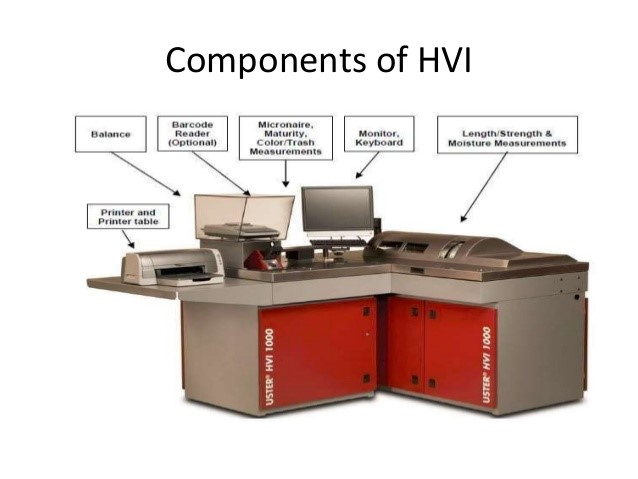 Components of HVI
Balance
Barcode
Reader
(Optional)
Micronaire,
Maturity,
Color/Trash
Measurements
Monitor,
Keyboard
Length/Strength &
Moisture Measurements
Printer and
Printer table
USTER® HVI 1000
USTER® HVI 1000